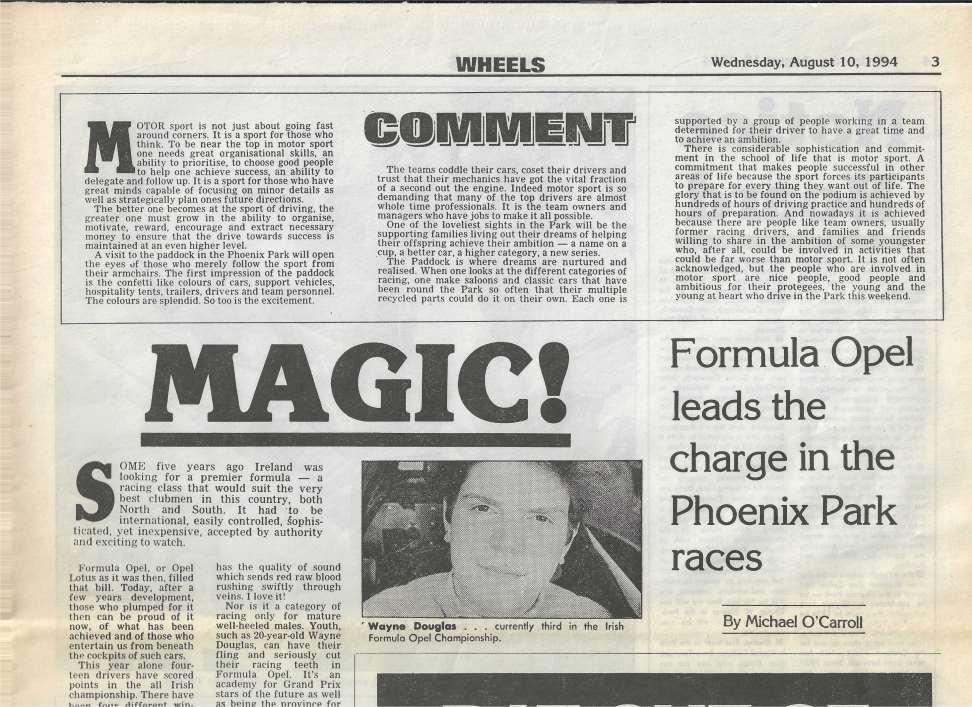 WHEELS
Wednesday, August 10, 1994 3
COMMENT
MOTOR sport is not just about going fast
around corners. It is a sport for those who
think. To be near the top in motor sport
one needs great organisational skills, an
ability to prioritise, to choose good people
to help one achieve success, an ability to
delegate and follow up. It is a sport for those who have
great minds capable of focusing on minor details as
well as strategically plan ones future directions.
The better one becomes at the sport of driving, the
greater one must grow in the ability to organise,
motivate, reward, encourage and extract necessary
money to ensure that the drive towards success is
maintained at an even higher level.
A visit to the paddock in the Phoenix Park will open
the eyes of those who merely follow the sport from
their armchairs. The first impression of the paddock
is the confetti like colours of cars, support vehicles,
hospitality tents, trailers, drivers and team personnel.
The colours are splendid. So too is the excitement.
The teams coddle their cars, coset their drivers and
trust that their mechanics have got the vital fraction
of a second out the engine. Indeed motor sport is so
demanding that many of the top drivers are almost
whole time professionals. It is the team owners and
managers who have jobs to make it all possible.
One of the loveliest sights in the Park will be the
supporting families living out their dreams of helping
their offspring achieve their ambition — a name on a
cup, a better car, a higher category, a new series.
The Paddock is where dreams are nurtured and
realised. When one looks at the different categories of
racing, one make saloons and classic cars that have
been round the Park so often that their multiple
recycled parts could do it on their own. Each one is
supported by a group of people working in a team
determined for their driver to have a great time and
to achieve an ambition.
There is considerable sophistication and commit-
ment in the school of life that is motor sport. A
commitment that makes people successful in other
areas of life because the sport forces its participants
to prepare for every thing they want out of life. The
glory that is to be found on the podium is achieved by
hundreds of hours of driving practice and hundreds of
hours of preparation. And nowadays it is achieved
because there are people like team owners, usually
former racing drivers, and families and friends
willing to share in the ambition of some youngster
who, after all, could be involved in activities that
could be far worse than motor sport. It is not often
acknowledged, but the people who are involved in
motor sport are nice people, good people and
ambitious for their protegees, the young and the
young at heart who drive in the Park this weekend.
MAGIC!
Formula Opel
leads the
charge in the
Phoenix Park
races
By Michael O'Carroll
SOME five years ago Ireland was
looking for a premier formula — a
racing class that would suit the very
best clubmen in this country, both
North and South. It had to be
international, easily controlled, sophis-
ticated, yet inexpensive, accepted by authority
and exciting to watch.
Formula Opel, or Opel
Lotus as it was then, filled
that bill. Today, after a
few years development,
those who plumped for it
then can be proud of it
now, of what has been
achieved and of those who
entertain us from beneath
the cockpits of such cars.
This year alone four-
teen drivers have scored
points in the all Irish
championship. There have
been four different win-
has the quality of sound
which sends red raw blood
rushing swiftly through
veins. I love it!
Nor is it a category of
racing only for mature
well-heeled males. Youth,
such as 20-year-old Wayne
Douglas, can have their
fling and seriously cut
their racing teeth in
Formula Opel. It's an
academy for Grand Prix
stars of the future as well
as being the province for
Wayne Douglas . . . currently third in the Irish
Formula Opel Championship.